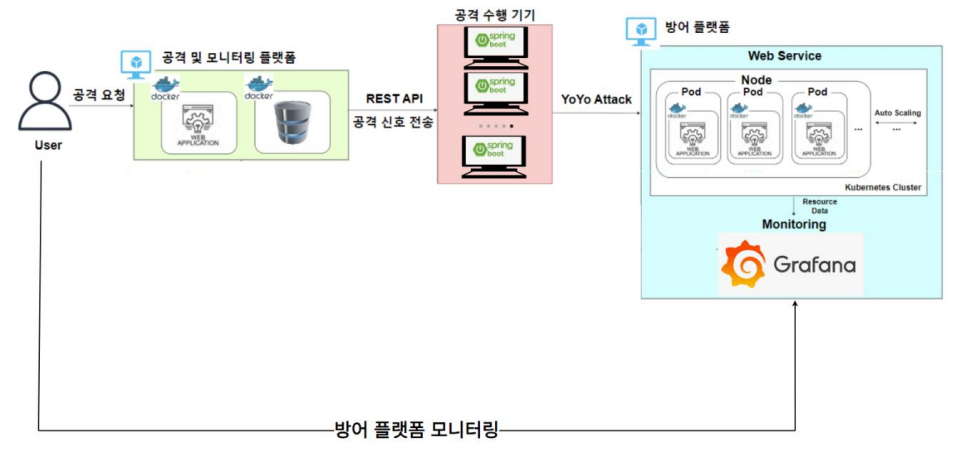 공격 수행 기기
방어 플랫폼
공격 및 모니터링 플랫폼
Web Service
공격 요청
docker
docker
WEB
APPLICATION
REST API
공격 신호 전송
spring
boot
spring
boot
spring
boot
YoYo Attack
Node
Pod
Pod
Pod
docker
docker
docker
WEB
APPLICATION
WEB
APPLICATION
WEB
APPLICATION
...
Auto Scaling
...
Kubernetes Cluster
User
Resource
Data
Monitoring
Grafana
방어 플랫폼 모니터링